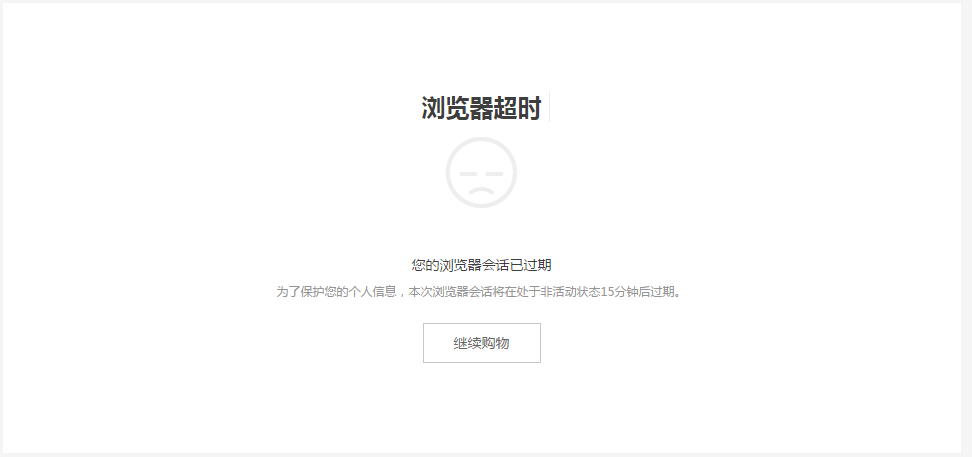 浏览器超时
您的浏览器会话已过期
为了保护您的个人信息，本次浏览器会话将在处于非活动状态15分钟后过期。
继续购物